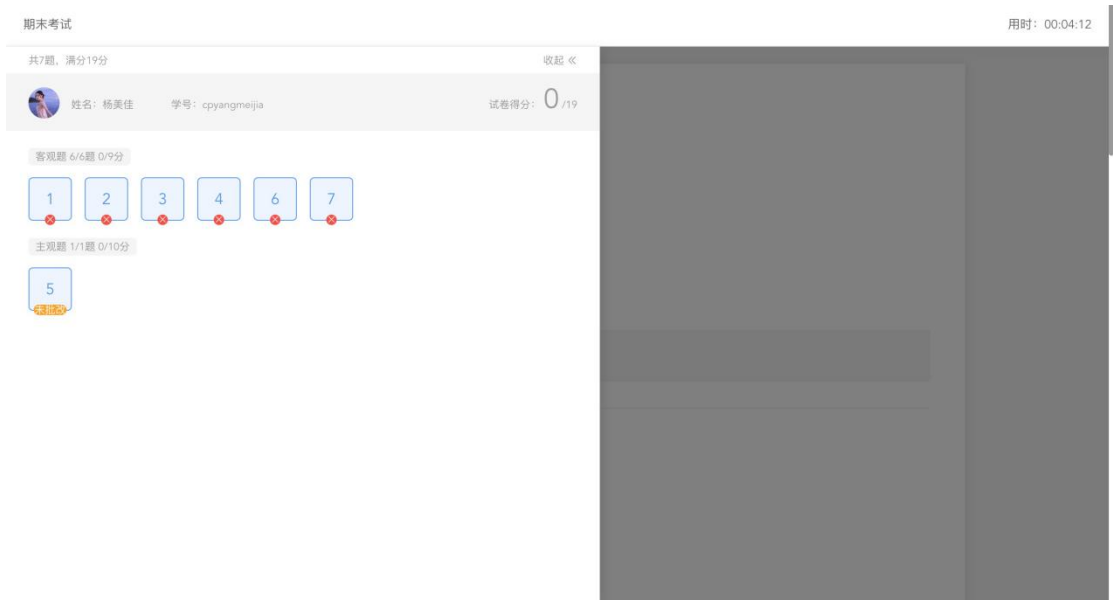 期末考试 用时：00:04:12
共7题，满分19分 收起 《
姓名：杨美佳 学号：cpyangmeijia 试卷得分：0 /19
客观题 6/6题 0/9分
1 2 3 4 6 7
主观题 1/1题 0/10分
5
未批改